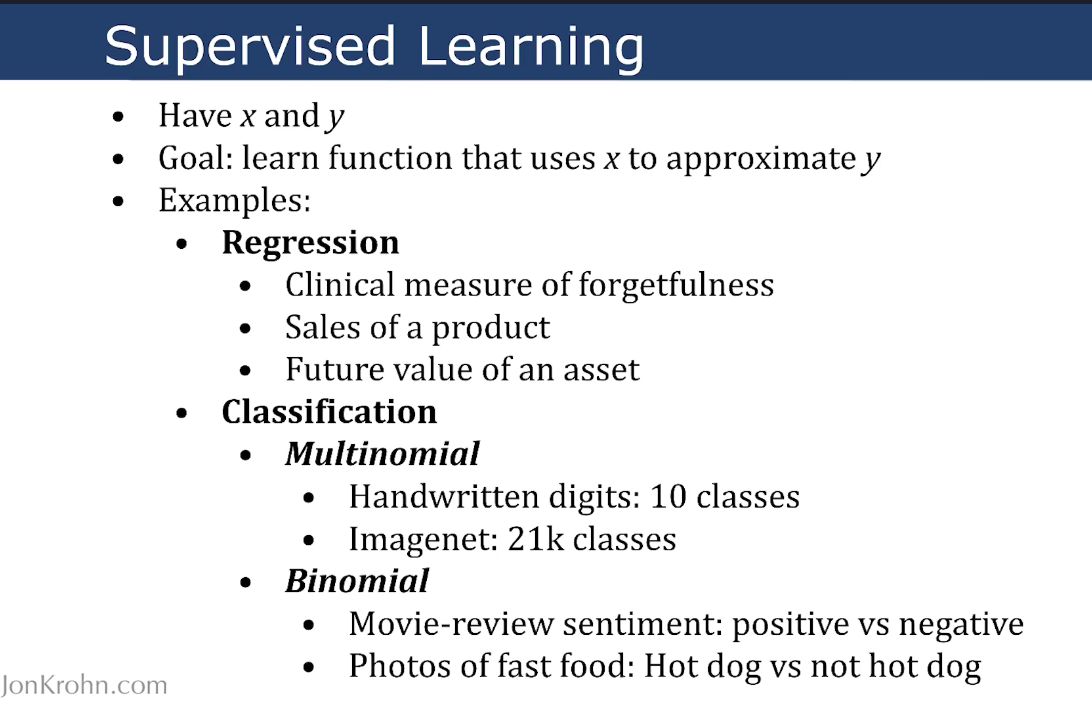 Supervised Learning
• Have x and y
• Goal: learn function that uses x to approximate y
• Examples:
• Regression
• Clinical measure of forgetfulness
• Sales of a product
• Future value of an asset
• Classification
• Multinomial
• Handwritten digits: 10 classes
• Imagenet: 21k classes
• Binomial
• Movie-review sentiment: positive vs negative
• Photos of fast food: Hot dog vs not hot dog
JonKrohn.com